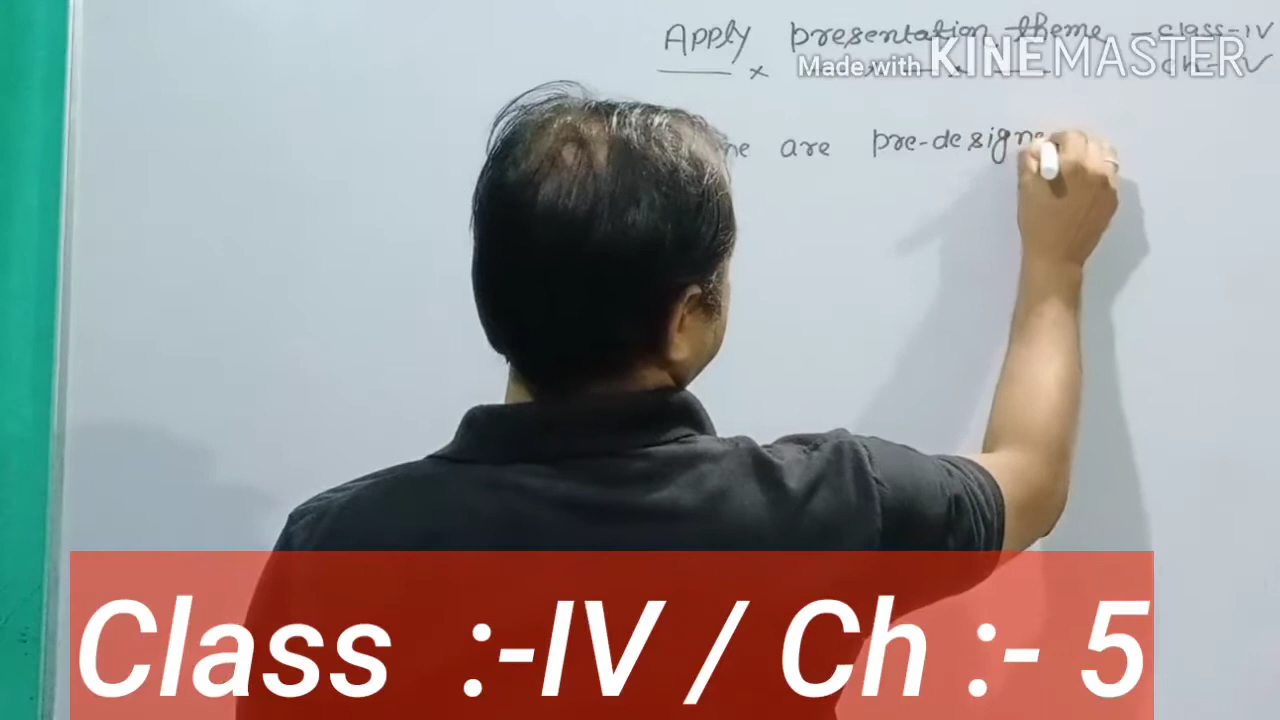 Apply presentation theme - class-IV
Made with KINEMASTER
are pre-designe
Class :-IV / Ch :- 5